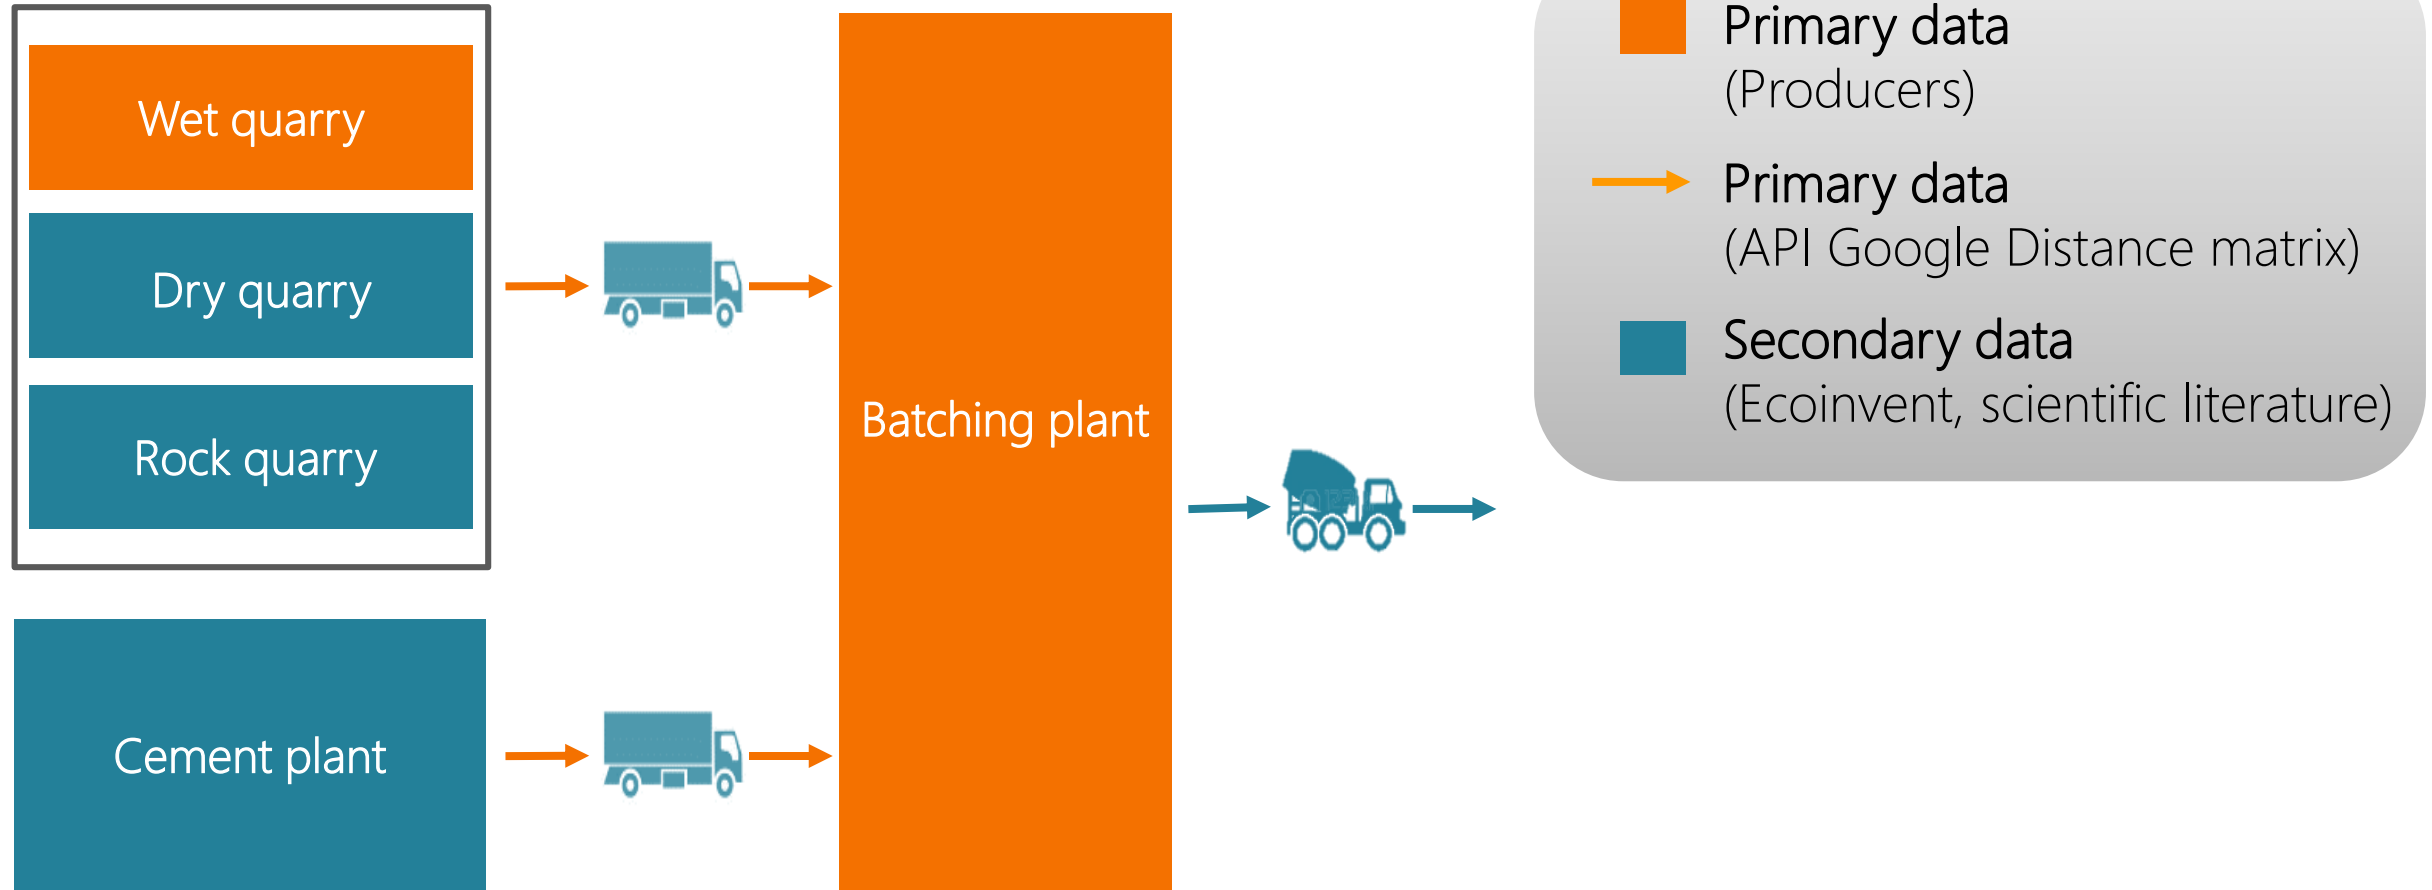 Wet quarry
Dry quarry
Rock quarry
Cement plant
Batching plant
Primary data
(Producers)
Primary data
(API Google Distance matrix)
Secondary data
(Ecoinvent, scientific literature)